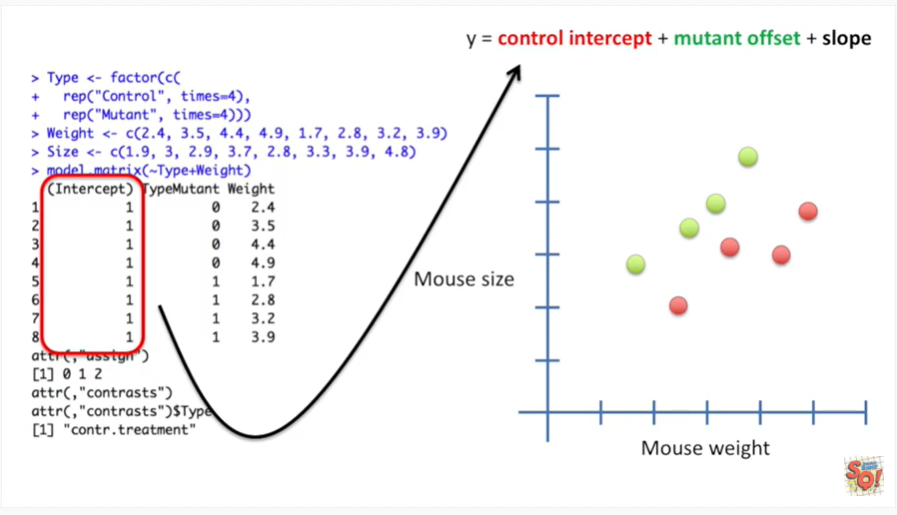 y = control intercept + mutant offset + slope
> Type <- factor(c(
+ rep("Control", times=4),
+ rep("Mutant", times=4)))
> Weight <- c(2.4, 3.5, 4.4, 4.9, 1.7, 2.8, 3.2, 3.9)
> Size <- c(1.9, 3, 2.9, 3.7, 2.8, 3.3, 3.9, 4.8)
> model.matrix(~Type+Weight)
(Intercept) TypeMutant Weight
1 1 0 2.4
2 1 0 3.5
3 1 0 4.4
4 1 0 4.9
5 1 1 1.7
6 1 1 2.8
7 1 1 3.2
8 1 1 3.9
attr(,"assign")
[1] 0 1 2
attr(,"contrasts")
attr(,"contrasts")$Type
[1] "contr.treatment"
Mouse size
Mouse weight
SQ!